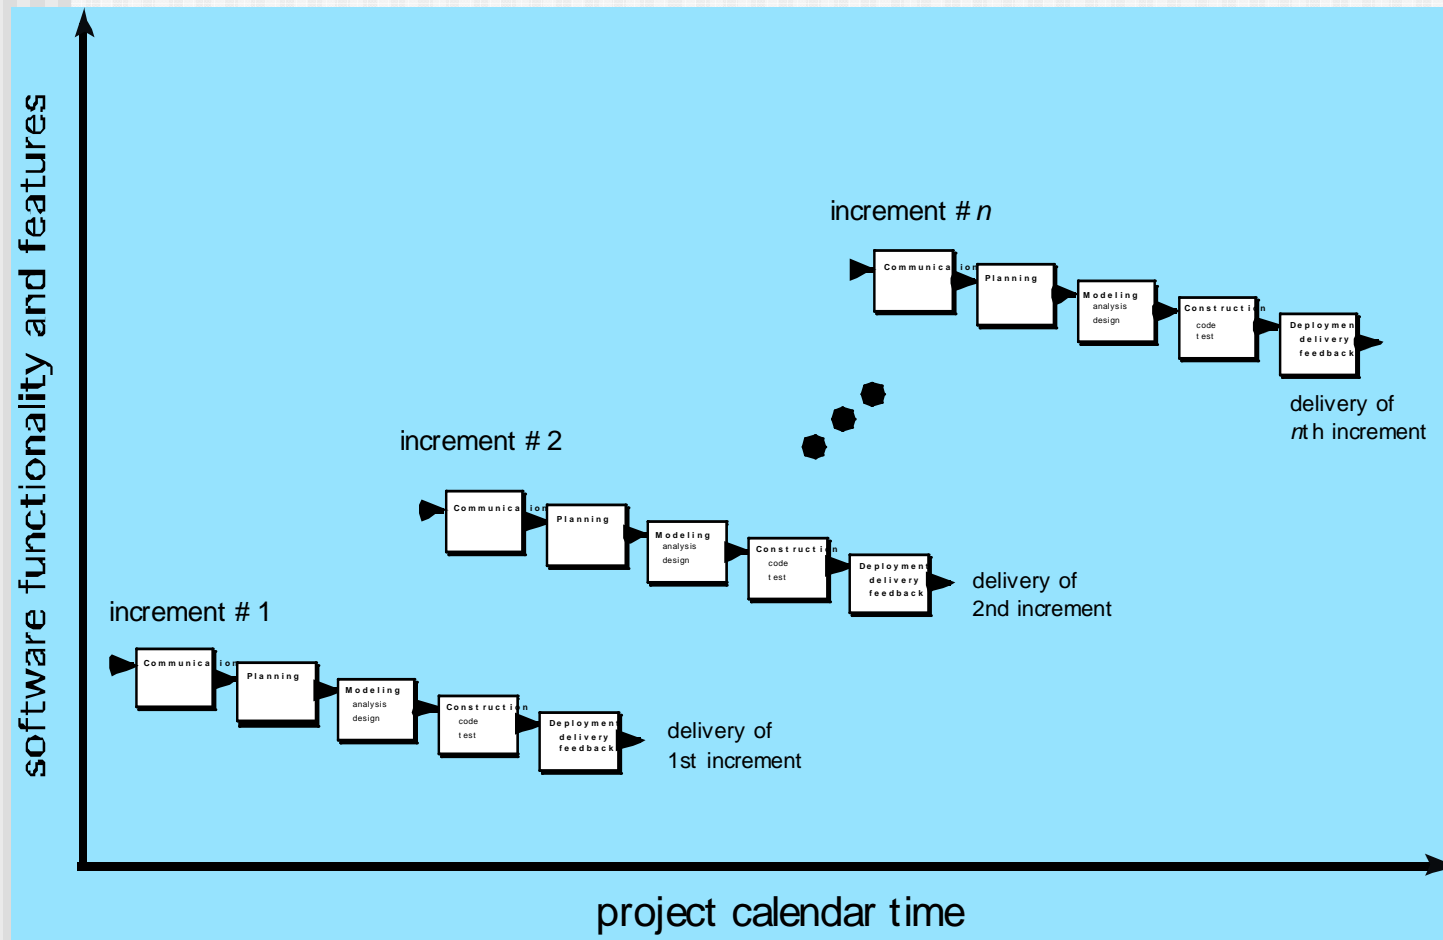 software functionality and features
increment # n
Communication
Planning
Modeling
analysis
design
Construction
code
test
Deployment
delivery
feedback
delivery of
nth increment
increment # 2
Communication
Planning
Modeling
analysis
design
Construction
code
test
Deployment
delivery
feedback
delivery of
2nd increment
increment # 1
Communication
Planning
Modeling
analysis
design
Construction
code
test
Deployment
delivery
feedback
delivery of
1st increment
project calendar time